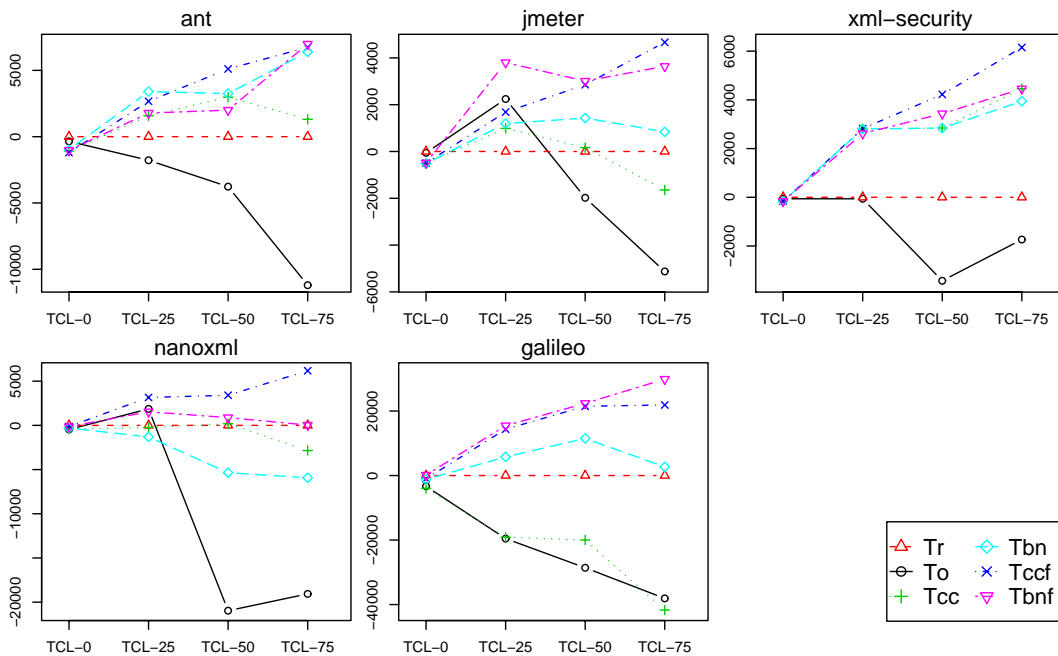 ant
5000
0
−5000
−10000
TCL−0 TCL−25 TCL−50 TCL−75
jmeter
4000
2000
0
−2000
−6000
TCL−0 TCL−25 TCL−50 TCL−75
xml−security
6000
4000
2000
0
−2000
TCL−0 TCL−25 TCL−50 TCL−75
nanoxml
5000
0
−10000
−20000
TCL−0 TCL−25 TCL−50 TCL−75
galileo
20000
0
−20000
−40000
TCL−0 TCL−25 TCL−50 TCL−75
Tr Tbn
To Tccf
Tcc Tbnf